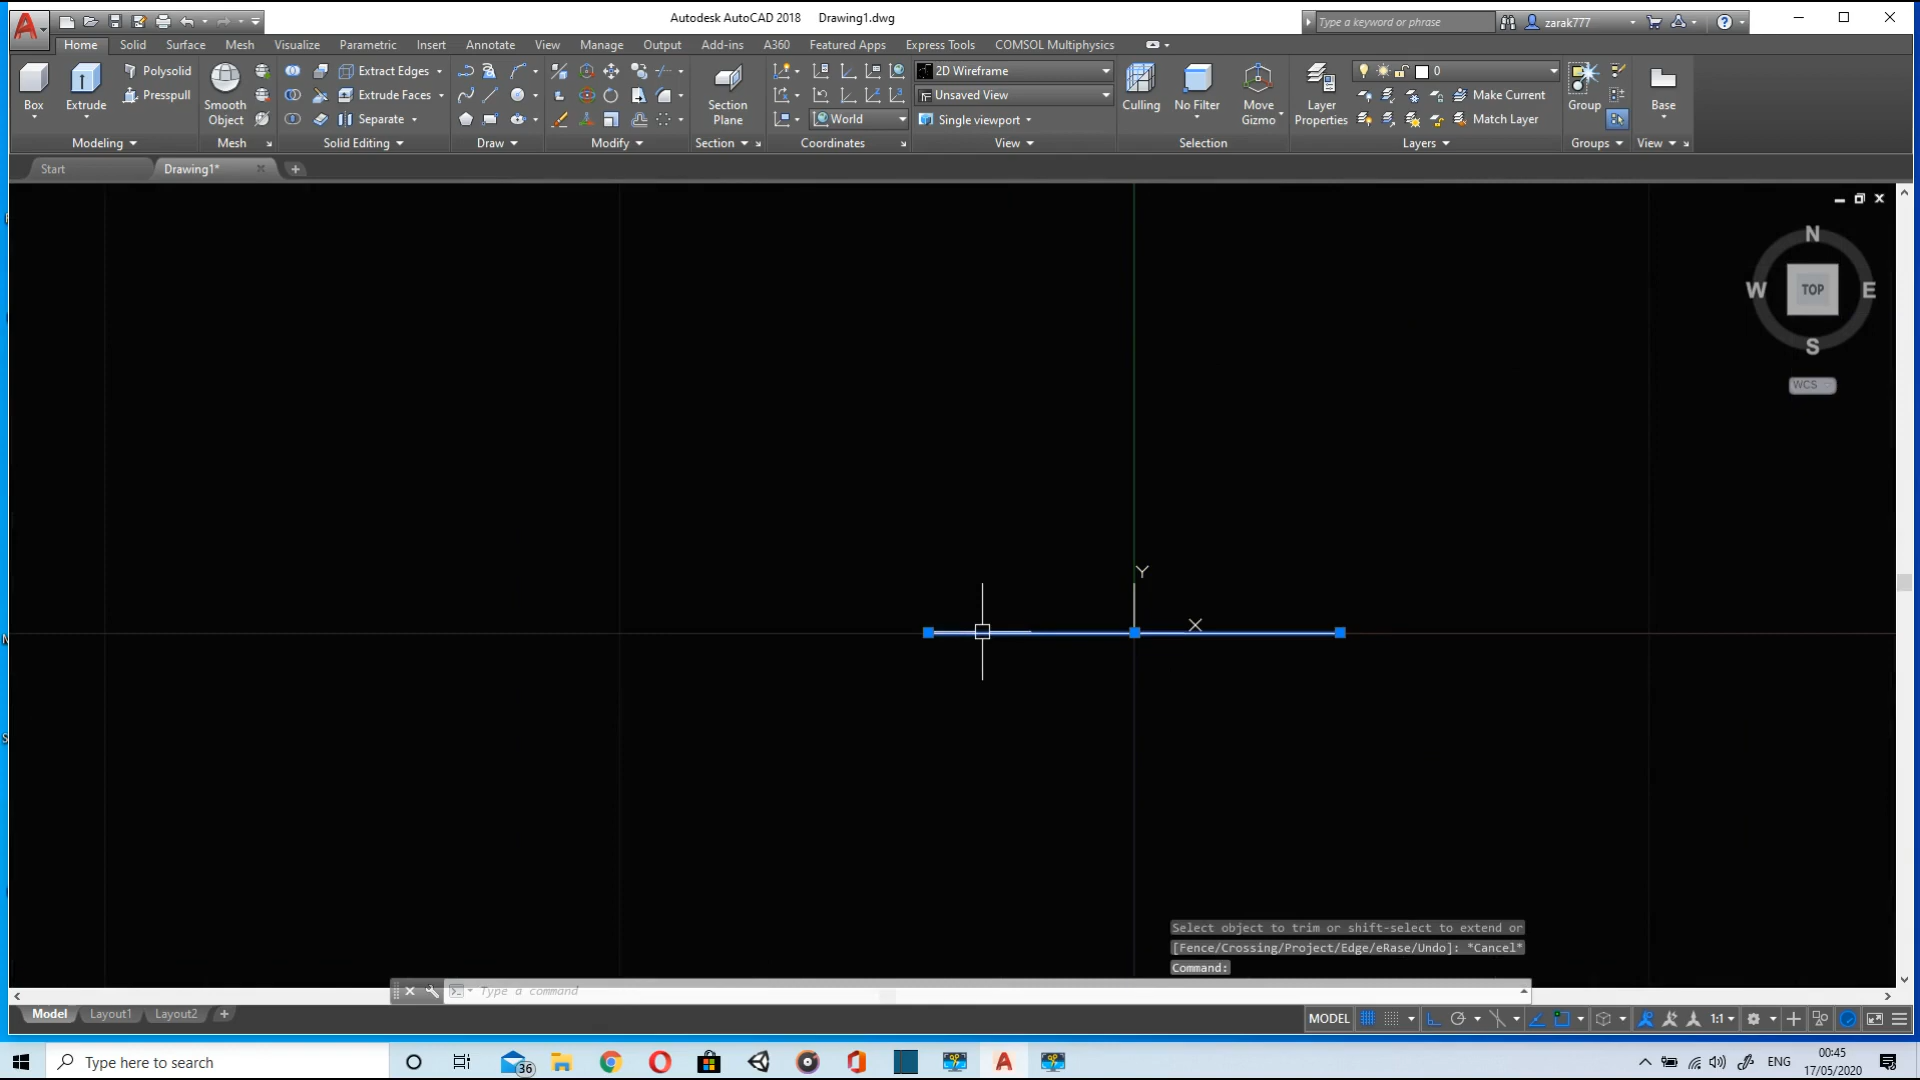 Autodesk AutoCAD 2018 Drawing1.dwg
Type a keyword or phrase
zarak777
Home Solid Surface Mesh Visualize Parametric Insert Annotate View Manage Output Add-ins A360 Featured Apps Express Tools COMSOL Multiphysics
Box
Extrude
Polysolid
Presspull
Smooth
Object
Extract Edges
Extrude Faces
Separate
Section
Plane
World
2D Wireframe
Unsaved View
Single viewport
Culling
No Filter
Move
Gizmo
Layer
Properties
0
Make Current
Match Layer
Group
Base
Modeling Mesh Solid Editing Draw Modify Section Coordinates View Selection Layers Groups View
Start Drawing1*
N
W TOP E
S
WCS
Y
X
Select object to trim or shift-select to extend or
[Fence/Crossing/Project/Edge/eRase/Undo]: *Cancel*
Command:
Type a command
Model Layout1 Layout2
MODEL 1:1
Type here to search
36
ENG
00:45
17/05/2020